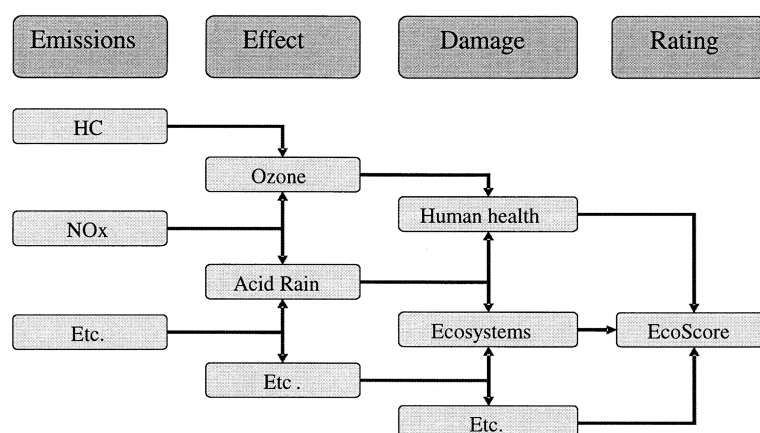 Emissions
Effect
Damage
Rating
HC
Ozone
Human health
NOx
Acid Rain
Etc.
Ecosystems
EcoScore
Etc .
Etc.